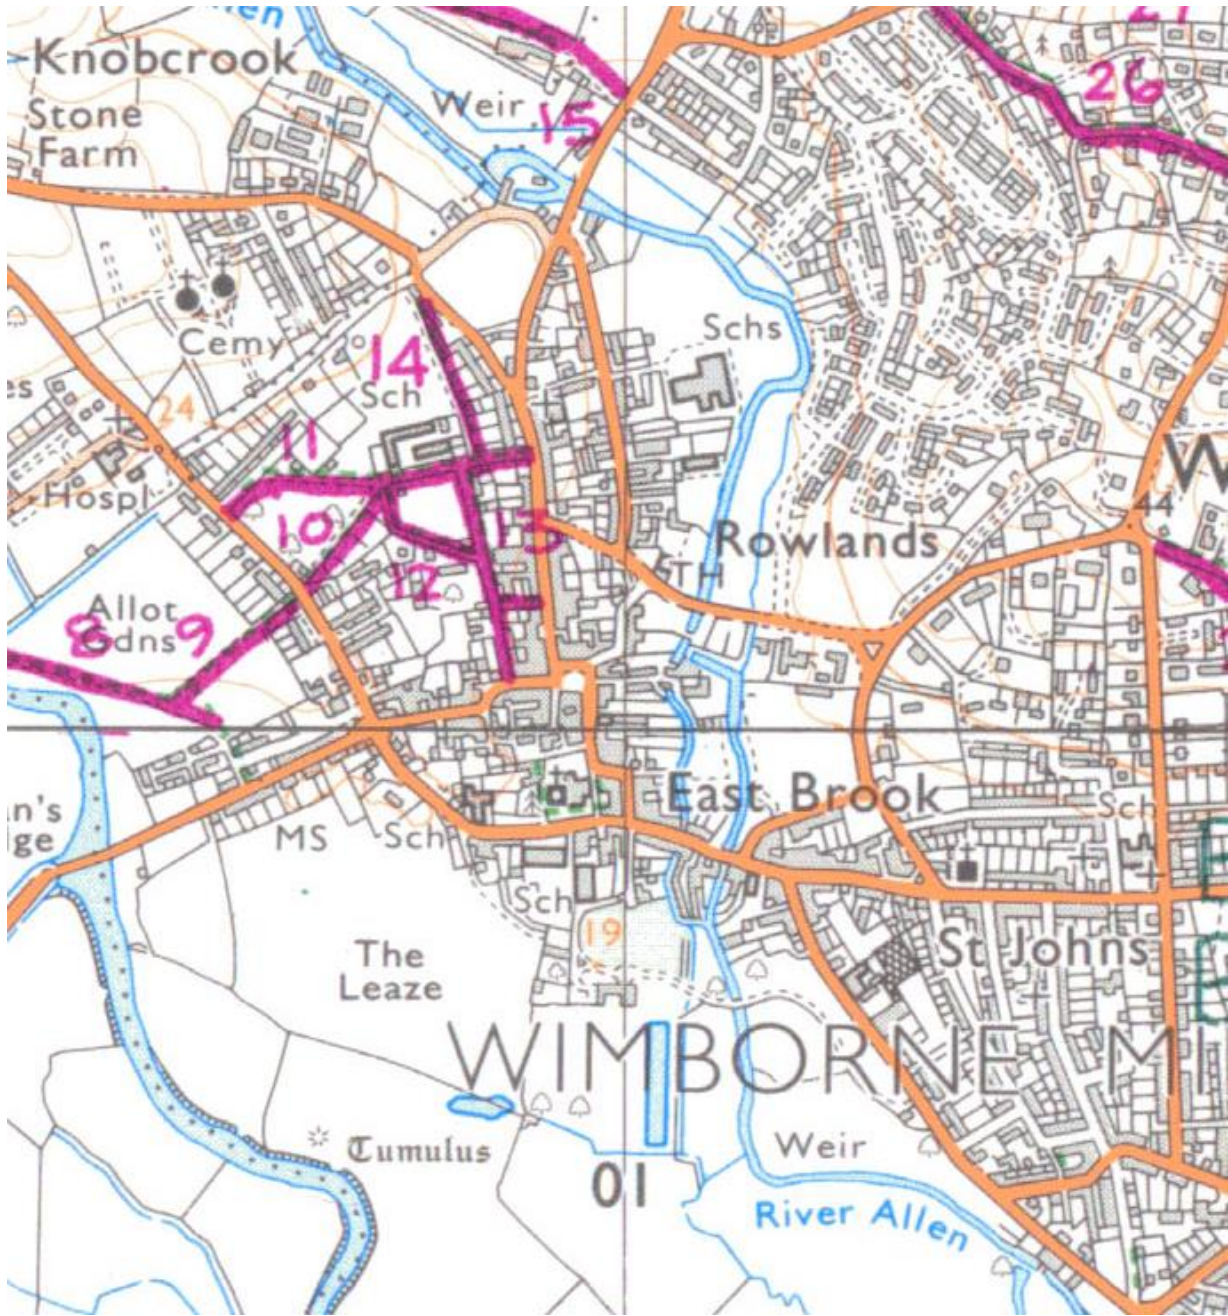 en
21
Knobcrook
26
Weir
15
Stone
Farm
Cemy
Schs
14
Sch
24
11
Hospl
10
13
44
Rowlands
TH
12
Allot
Gdns
8 9
East Brook
Sch
MS
Sch
Sch
19
The
Leaze
St Johns
WIMBORNE MI
Tumulus
01
Weir
River Allen